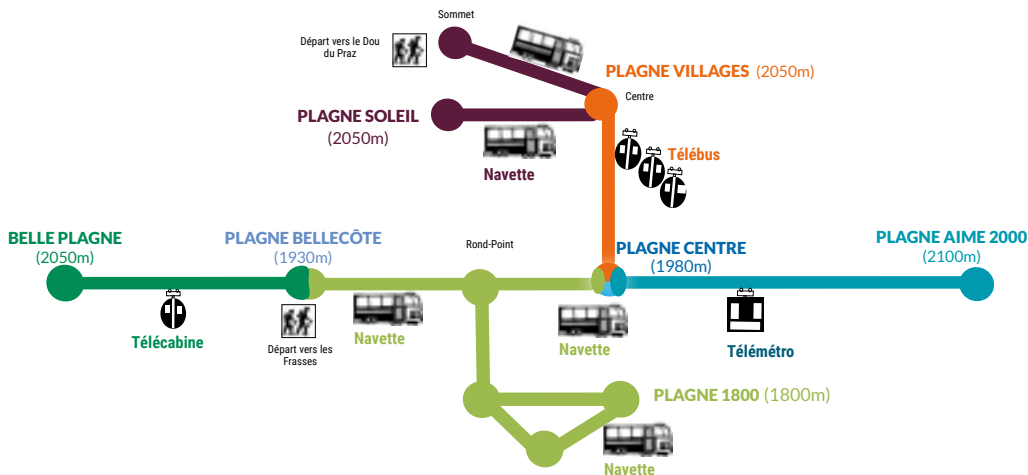 Sommet
Départ vers le Dou
du Praz
PLAGNE VILLAGES (2050m)
Centre
PLAGNE SOLEIL
(2050m)
Navette
Télébus
BELLE PLAGNE
(2050m)
PLAGNE BELLECÔTE
(1930m)
Rond-Point
PLAGNE CENTRE
(1980m)
PLAGNE AIME 2000
(2100m)
Télécabine
Départ vers les
Frasses
Navette
Navette
Télémétro
PLAGNE 1800 (1800m)
Navette